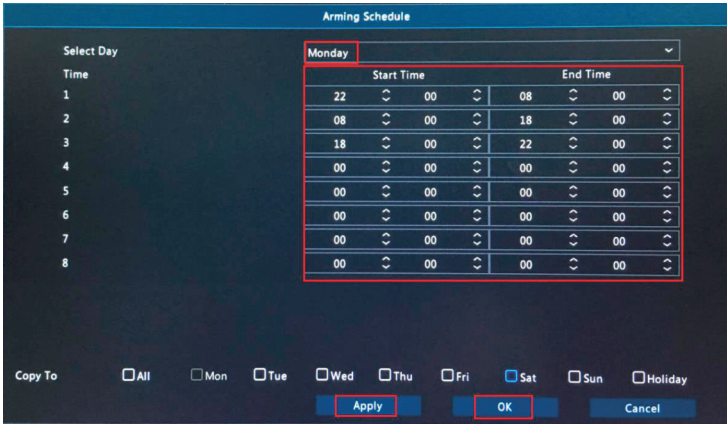 Arming Schedule
Select Day Monday
Time Start Time End Time
1 22 00 08 00
2 08 00 18 00
3 18 00 22 00
4 00 00 00 00
5 00 00 00 00
6 00 00 00 00
7 00 00 00 00
8 00 00 00 00
Copy To All Mon Tue Wed Thu Fri Sat Sun Holiday
Apply OK Cancel